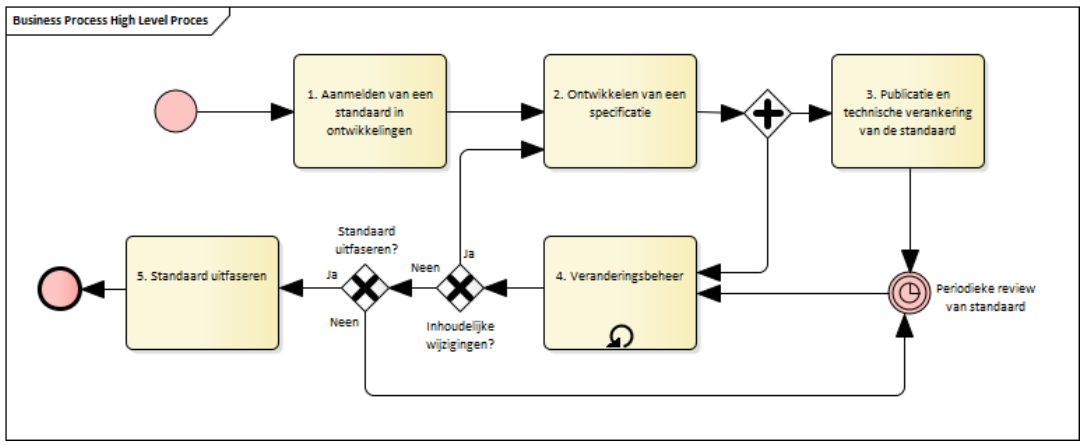 Business Process High Level Proces
1. Aanmelden van een
standaard in
ontwikkelingen
2. Ontwikkelen van een
specificatie
3. Publicatie en
technische verankering
van de standaard
Standaard
uitfaseren?
Ja
5. Standaard uitfaseren
Ja
Neen
4. Veranderingsbeheer
Periodieke review
van standaard
Neen
Inhoudelijke
wijzigingen?